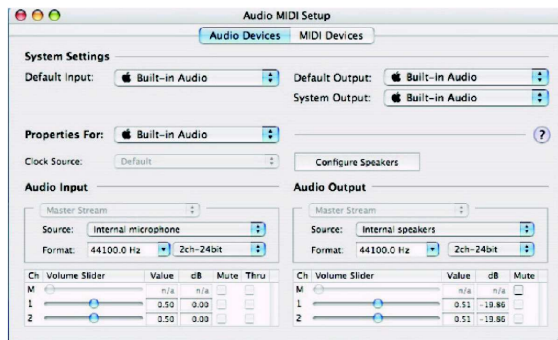 Audio MIDI Setup
Audio Devices MIDI Devices
System Settings
Default Input: Built-in Audio Default Output: Built-in Audio
System Output: Built-in Audio
Properties For: Built-in Audio ?
Clock Source: Default Configure Speakers
Audio Input Audio Output
Master Stream Master Stream
Source: Internal microphone Source: Internal speakers
Format: 44100.0 Hz 2ch-24bit Format: 44100.0 Hz 2ch-24bit
Ch Volume Slider Value dB Mute Thru Ch Volume Slider Value dB Mute
M n/a n/a M n/a n/a
1 0.50 0.00 1 0.51 -19.86
2 0.50 0.00 2 0.51 -19.86